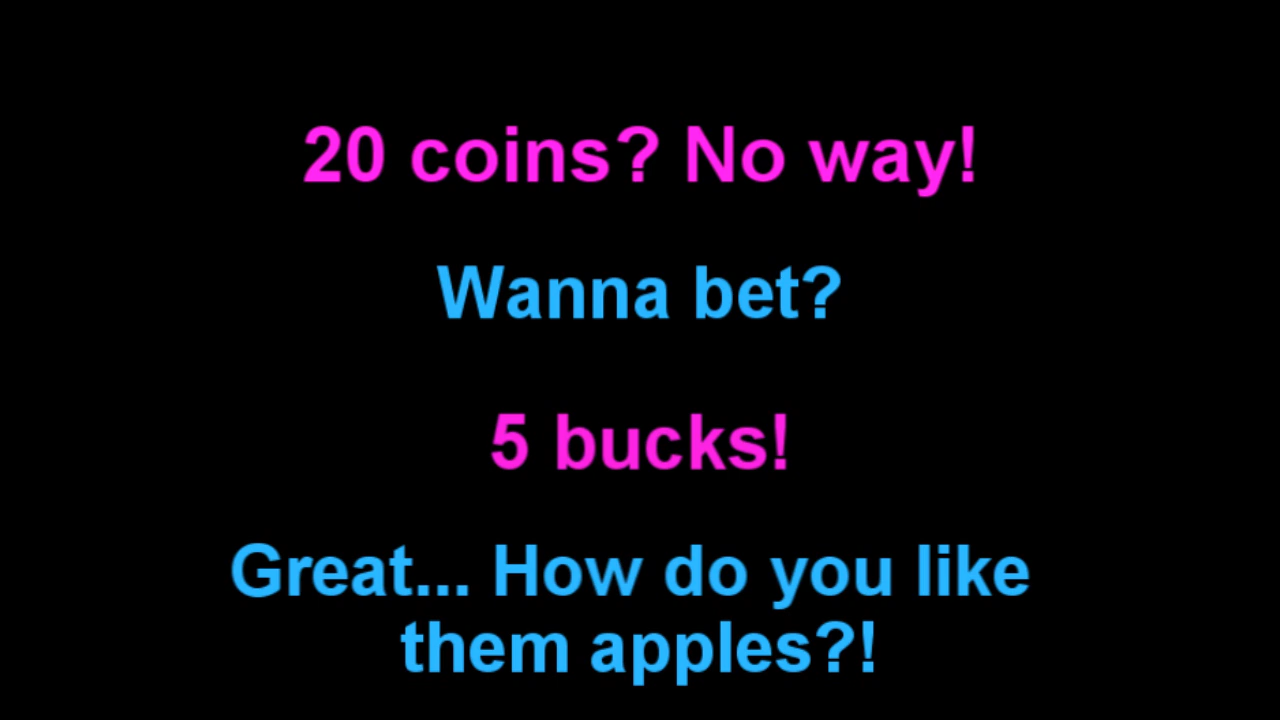 20 coins? No way!
Wanna bet?
5 bucks!
Great... How do you like
them apples?!